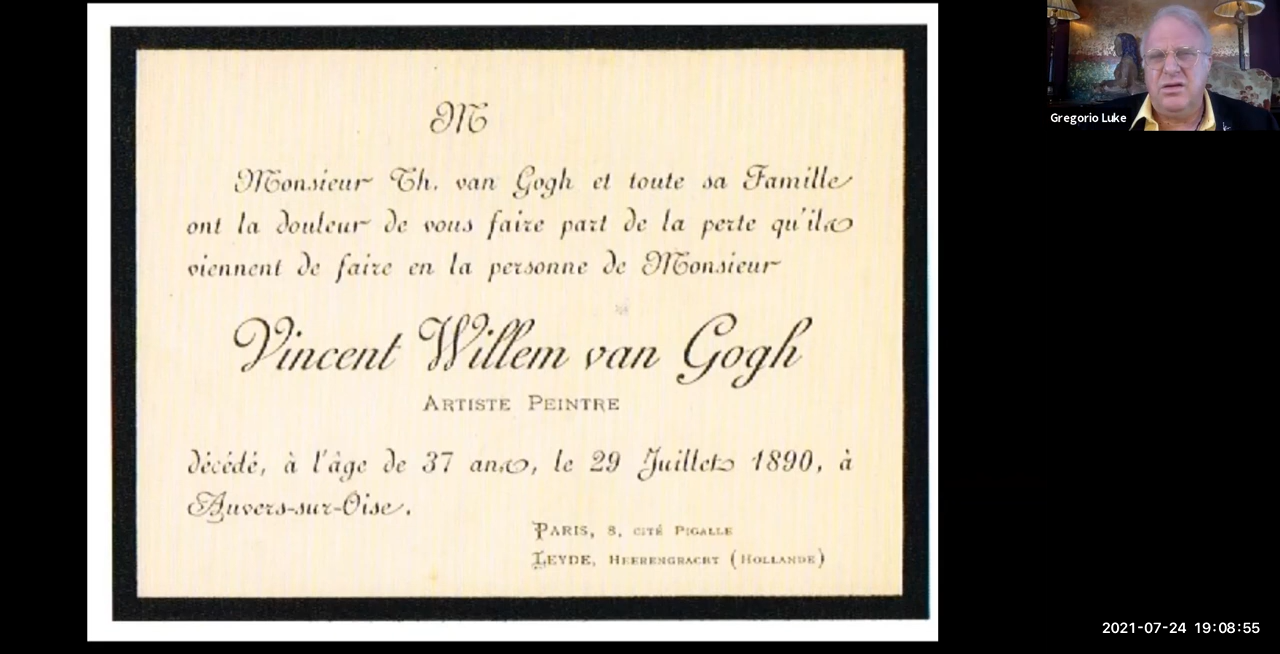 M
Monsieur Th. van Gogh et toute sa Famille
ont la douleur de vous faire part de la perte qu'ils
viennent de faire en la personne de Monsieur
Vincent Willem van Gogh
ARTISTE PEINTRE
décédé, à l'âge de 37 ans, le 29 Juillet 1890, à
Auvers-sur-Oise.
PARIS, 8, CITÉ PIGALLE
LEYDE, HEERENGRACHT (HOLLANDE)
Gregorio Luke
2021-07-24 19:08:55